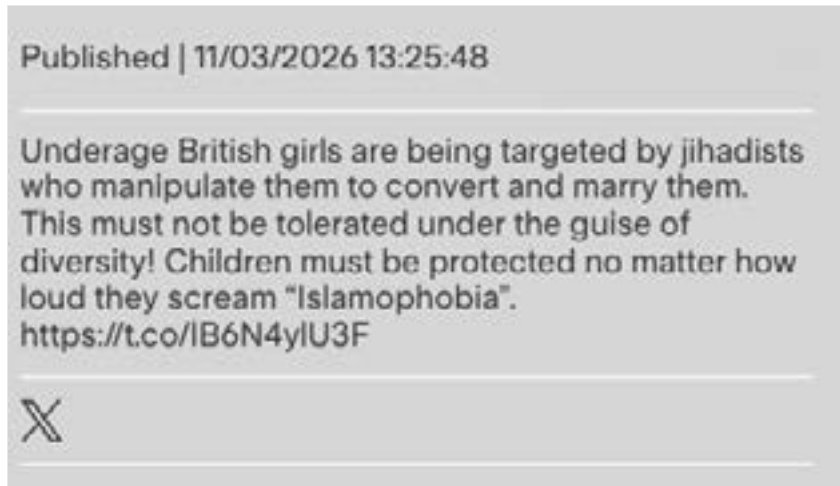 Published | 11/03/2026 13:25:48
Underage British girls are being targeted by jihadists
who manipulate them to convert and marry them.
This must not be tolerated under the guise of
diversity! Children must be protected no matter how
loud they scream “Islamophobia”.
https://t.co/lB6N4ylU3F